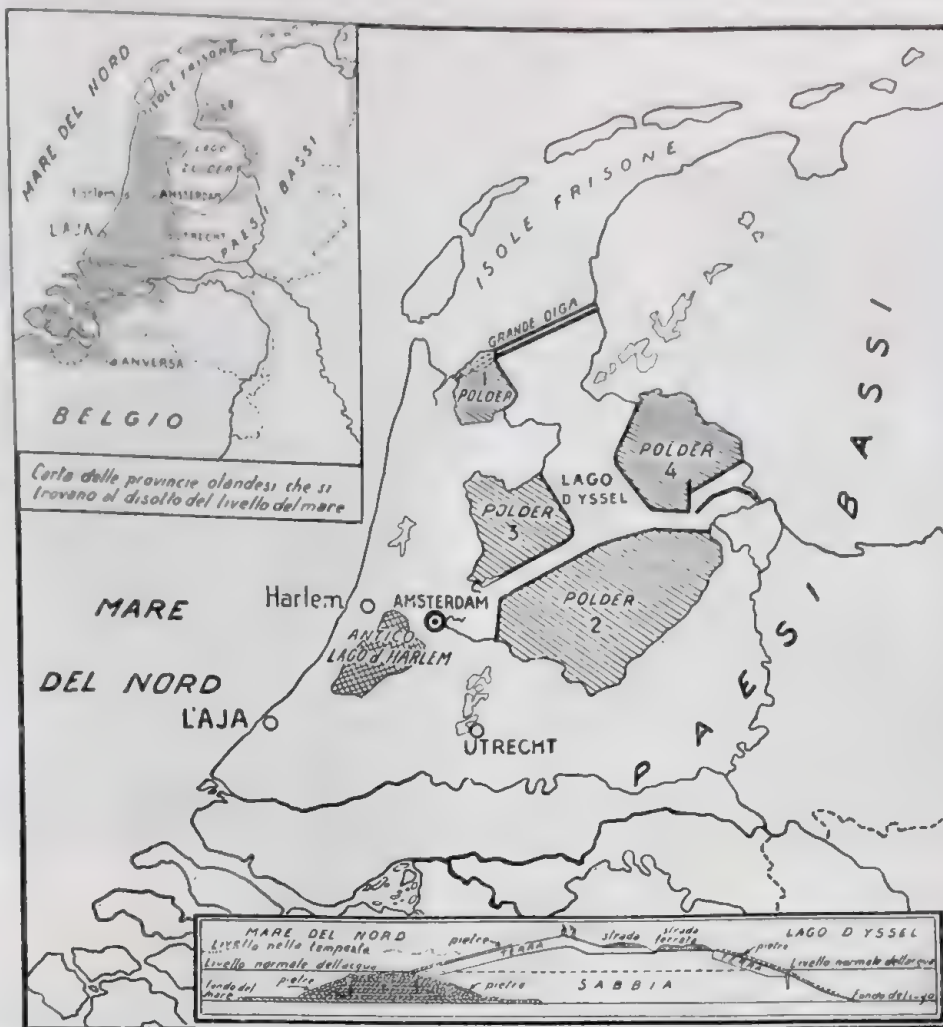 MARE DEL NORD
ISOLE FRISONI
LAGO
AMSTERDAM
LAJA
UTRECHT
PAESI BASSI
ANVERSA
BELGIO
Carta delle provincie olandesi che si
trovano al disotto del livello del mare
ISOLE FRISONE
GRANDE DIGA
1
POLDER
POLDER
4
LAGO
D YSSEL
POLDER
3
POLDER
2
PAESI BASSI
MARE
DEL NORD
Harlem
AMSTERDAM
ANTICO
LAGO d HARLEM
L'AJA
UTRECHT
MARE DEL NORD
LAGO D YSSEL
Livello nella tempesta
pietre
TERRA
strada
strada
ferrata
pietre
TERRA
Livello normale dell'acqua
Livello normale dell'acqua
fondo del
mare
pietre
pietre
SABBIA
fondo del lago